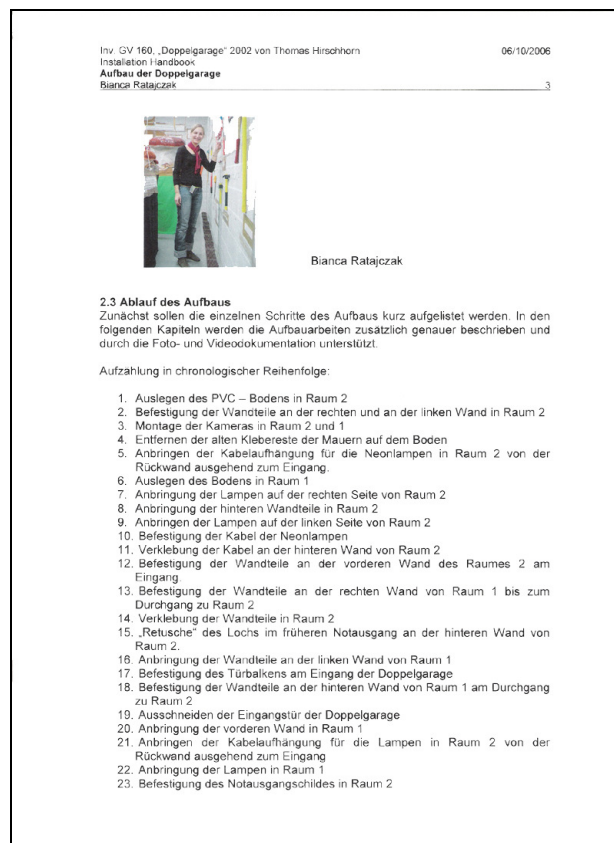 Inv. GV 160, „Doppelgarage“ 2002 von Thomas Hirschhorn 06/10/2006
Installation Handbook
Aufbau der Doppelgarage
Bianca Ratajczak 3
Bianca Ratajczak
2.3 Ablauf des Aufbaus
Zunächst sollen die einzelnen Schritte des Aufbaus kurz aufgelistet werden. In den
folgenden Kapiteln werden die Aufbauarbeiten zusätzlich genauer beschrieben und
durch die Foto- und Videodokumentation unterstützt.
Aufzählung in chronologischer Reihenfolge:
1. Auslegen des PVC – Bodens in Raum 2
2. Befestigung der Wandteile an der rechten und an der linken Wand in Raum 2
3. Montage der Kameras in Raum 2 und 1
4. Entfernen der alten Klebereste der Mauern auf dem Boden
5. Anbringen der Kabelaufhängung für die Neonlampen in Raum 2 von der
Rückwand ausgehend zum Eingang.
6. Auslegen des Bodens in Raum 1
7. Anbringung der Lampen auf der rechten Seite von Raum 2
8. Anbringung der hinteren Wandteile in Raum 2
9. Anbringen der Lampen auf der linken Seite von Raum 2
10. Befestigung der Kabel der Neonlampen
11. Verklebung der Kabel an der hinteren Wand von Raum 2
12. Befestigung der Wandteile an der vorderen Wand des Raumes 2 am
Eingang.
13. Befestigung der Wandteile an der rechten Wand von Raum 1 bis zum
Durchgang zu Raum 2
14. Verklebung der Wandteile in Raum 2
15. „Retusche“ des Lochs im früheren Notausgang an der hinteren Wand von
Raum 2.
16. Anbringung der Wandteile an der linken Wand von Raum 1
17. Befestigung des Türbalkens am Eingang der Doppelgarage
18. Befestigung der Wandteile an der hinteren Wand von Raum 1 am Durchgang
zu Raum 2
19. Ausschneiden der Eingangstür der Doppelgarage
20. Anbringung der vorderen Wand in Raum 1
21. Anbringen der Kabelaufhängung für die Lampen in Raum 2 von der
Rückwand ausgehend zum Eingang
22. Anbringung der Lampen in Raum 1
23. Befestigung des Notausgangschildes in Raum 2